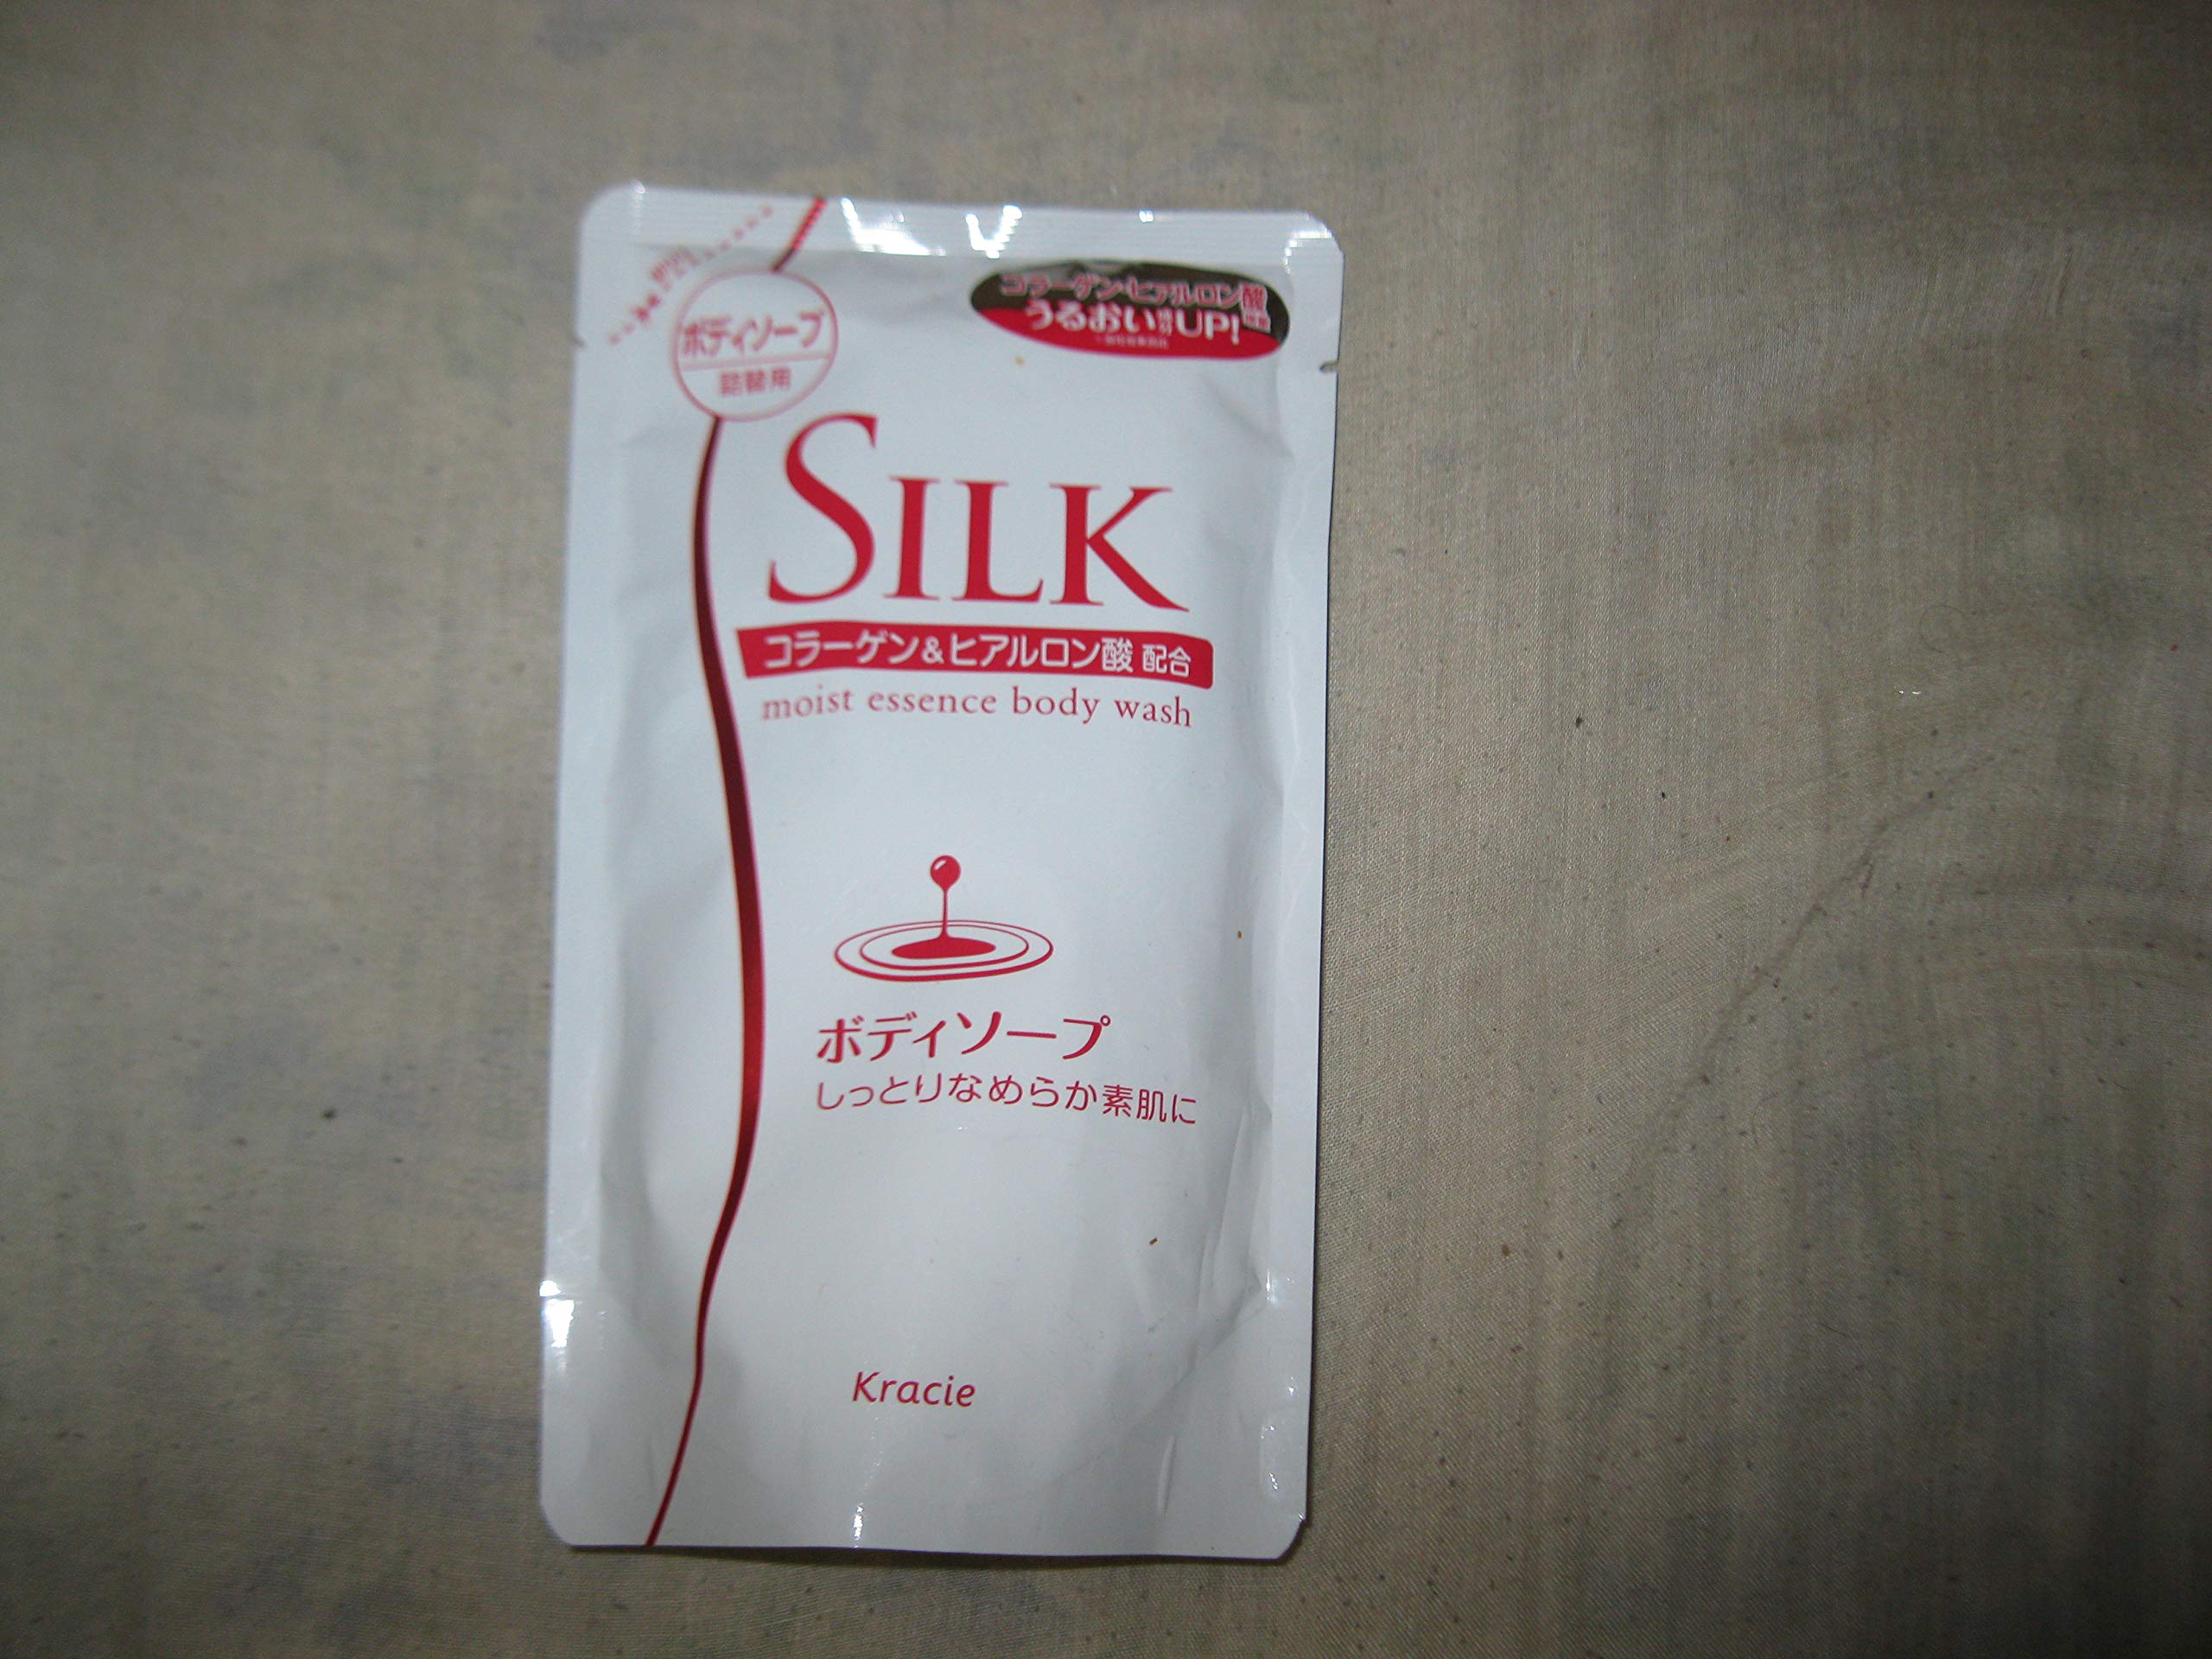 切り口
ボディソープ
詰替用
コラーゲン・ヒアルロン酸
うるおい UP!
SILK
コラーゲン&ヒアルロン酸 配合
moist essence body wash
ボディソープ
しっとりなめらか素肌に
Kracie